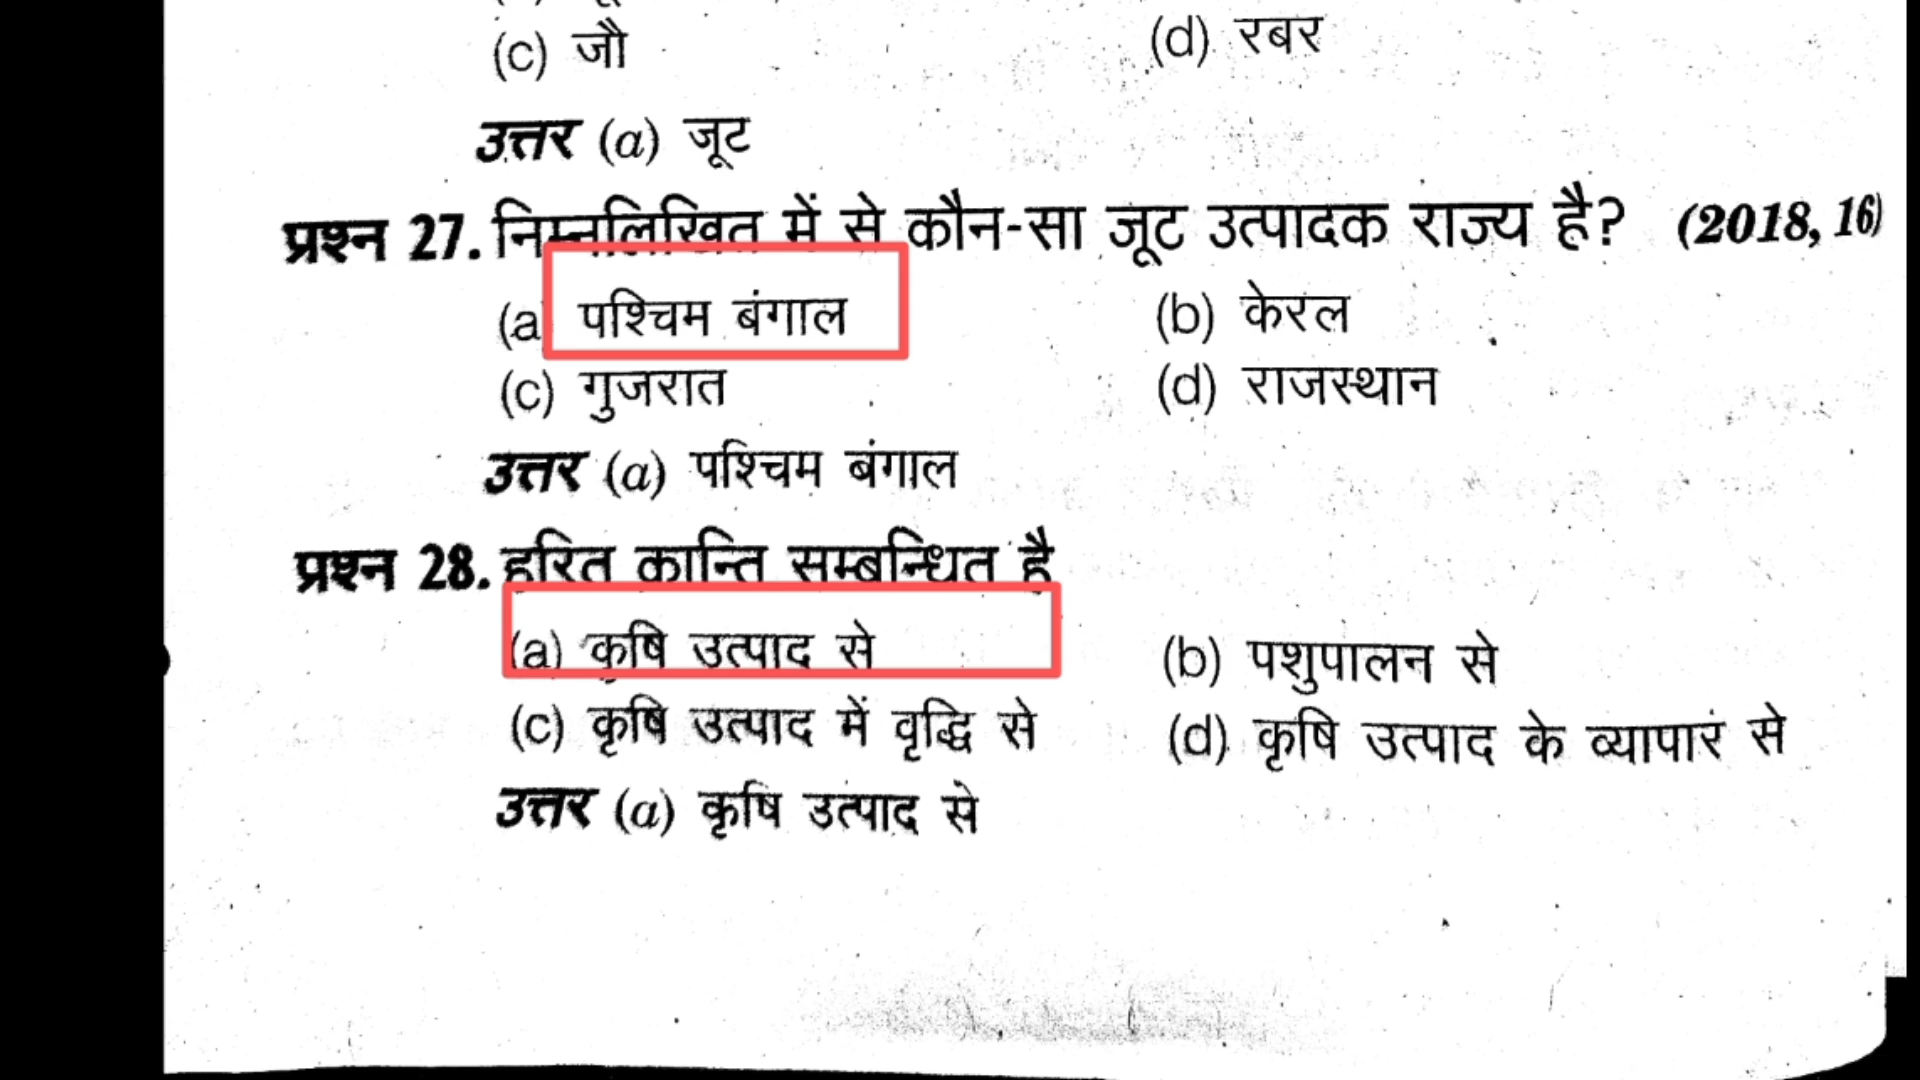 (c) जौ (d) रबर
उत्तर (a) जूट
प्रश्न 27. निम्नलिखित में से कौन-सा जूट उत्पादक राज्य है? (2018, 16)
(a पश्चिम बंगाल (b) केरल
(c) गुजरात (d) राजस्थान
उत्तर (a) पश्चिम बंगाल
प्रश्न 28. हरित क्रान्ति सम्बन्धित है
(a) कृषि उत्पाद से (b) पशुपालन से
(c) कृषि उत्पाद में वृद्धि से (d) कृषि उत्पाद के व्यापार से
उत्तर (a) कृषि उत्पाद से